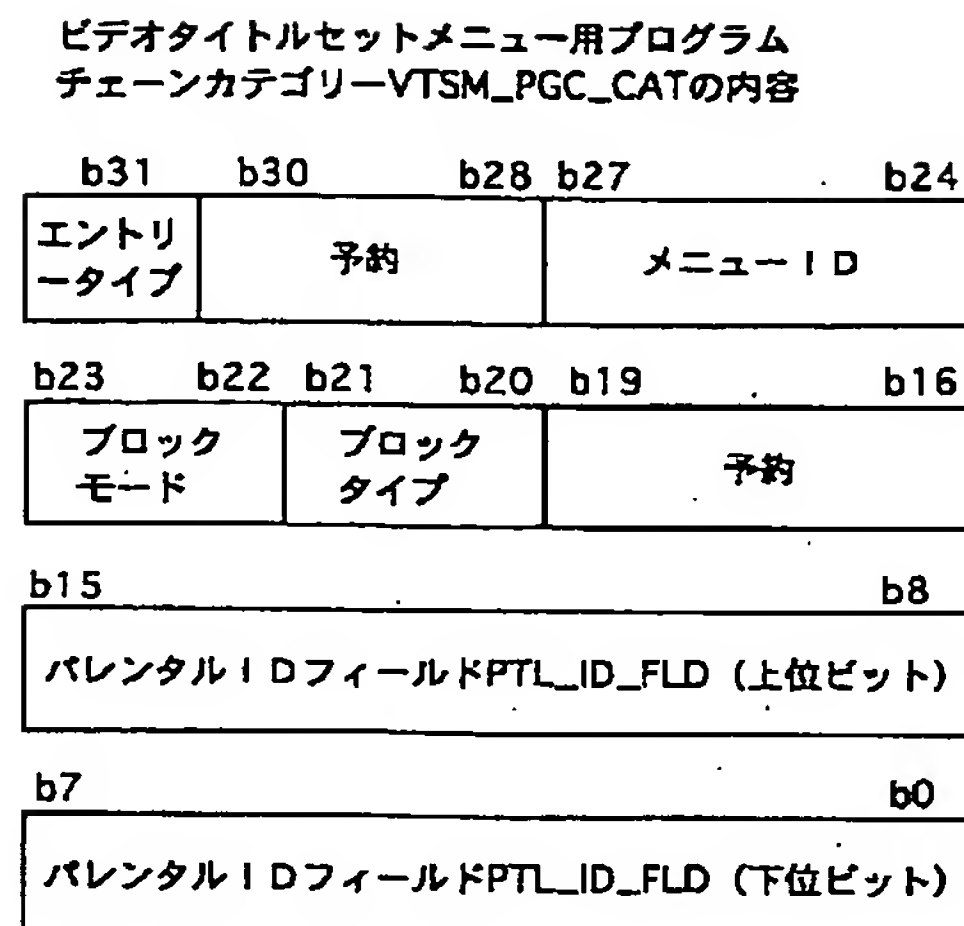 ビデオタイトルセットメニュー用プログラム
チェーンカテゴリーVTSM_PGC_CATの内容
b31 b30 b28 b27 b24
エントリ
ータイプ
予約
メニューID
b23 b22 b21 b20 b19 b16
ブロック
モード
ブロック
タイプ
予約
b15 b8
パレンタルIDフィールドPTL_ID_FLD（上位ビット）
b7 b0
パレンタルIDフィールドPTL_ID_FLD（下位ビット）